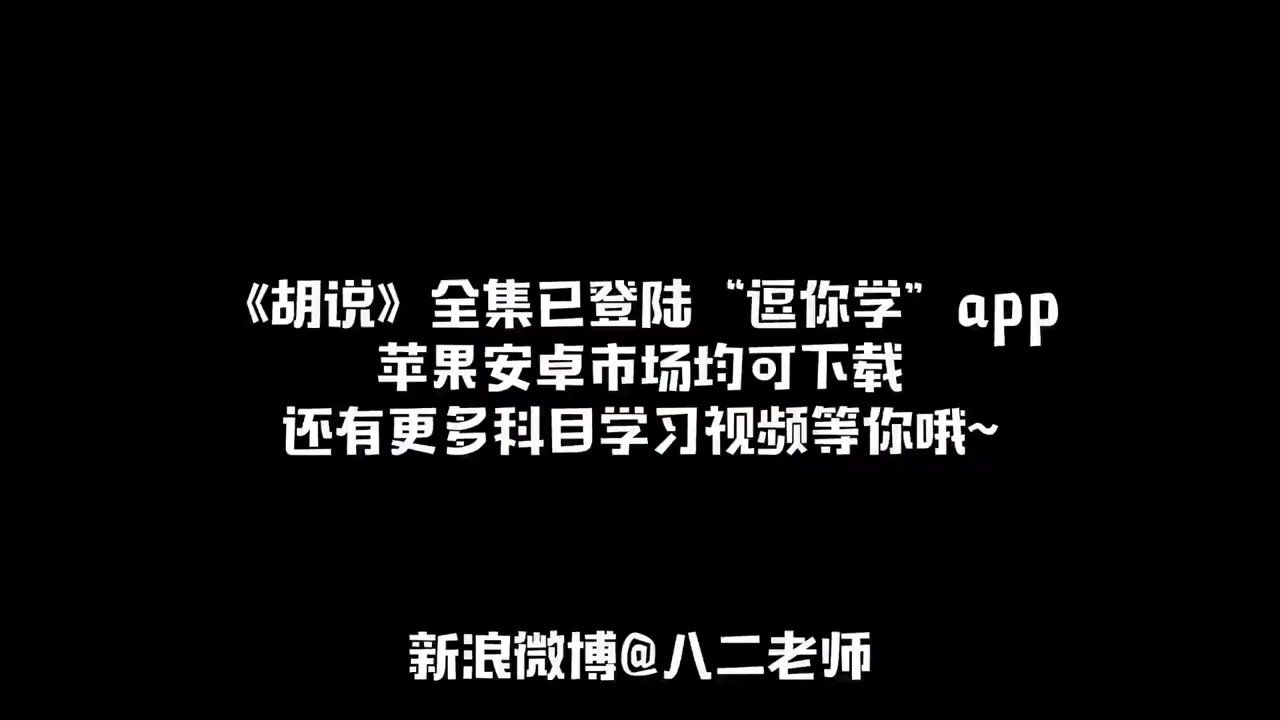 《胡说》全集已登陆“逗你学”app
苹果安卓市场均可下载
还有更多科目学习视频等你哦~
新浪微博@八二老师